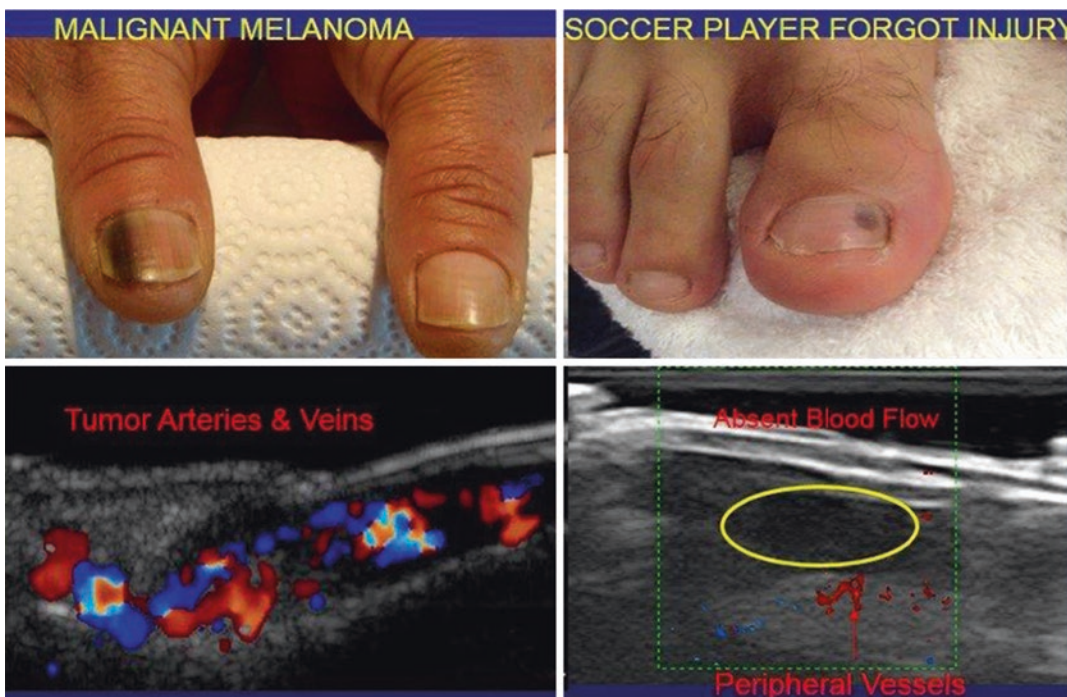 MALIGNANT MELANOMA
SOCCER PLAYER FORGOT INJURY
Tumor Arteries & Veins
Absent Blood Flow
Peripheral Vessels